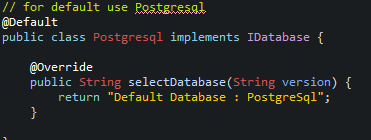 // for default use Postgresql
@Default
public class Postgresql implements IDatabase {
@Override
public String selectDatabase(String version) {
return "Default Database : PostgreSql";
}
}